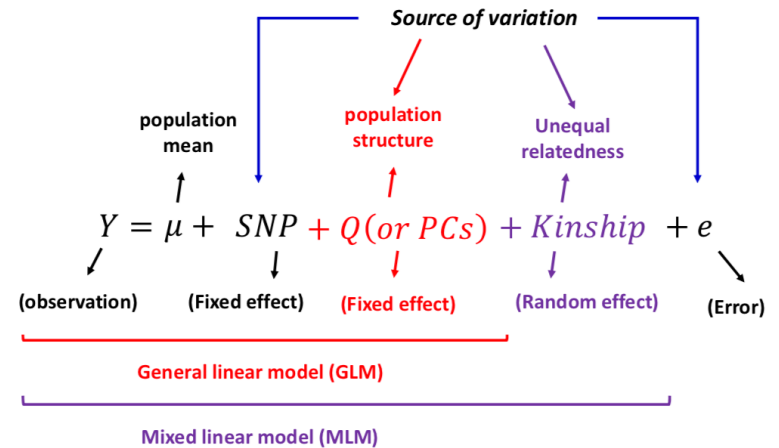 Source of variation
population
mean
population
structure
Unequal
relatedness
Y = μ + SNP + Q(or PCs) + Kinship + e
(observation) (Fixed effect) (Fixed effect) (Random effect) (Error)
General linear model (GLM)
Mixed linear model (MLM)